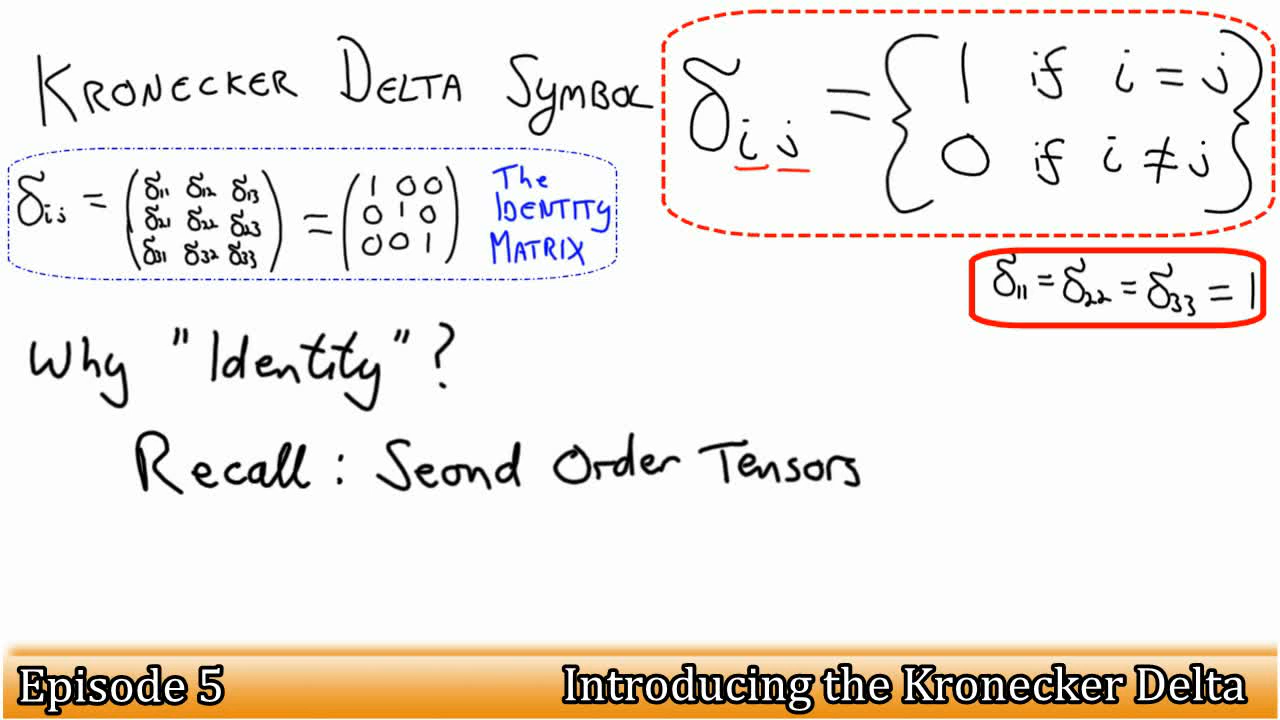 KRONECKER DELTA SYMBOL
δij = { 1 if i = j
0 if i ≠ j }
δij = ( δ11 δ12 δ13
δ21 δ22 δ23
δ31 δ32 δ33 ) = ( 1 0 0
0 1 0
0 0 1 )
The
IDENTITY
MATRIX
δ11 = δ22 = δ33 = 1
Why "Identity"?
Recall: Seond Order Tensors
Episode 5
Introducing the Kronecker Delta